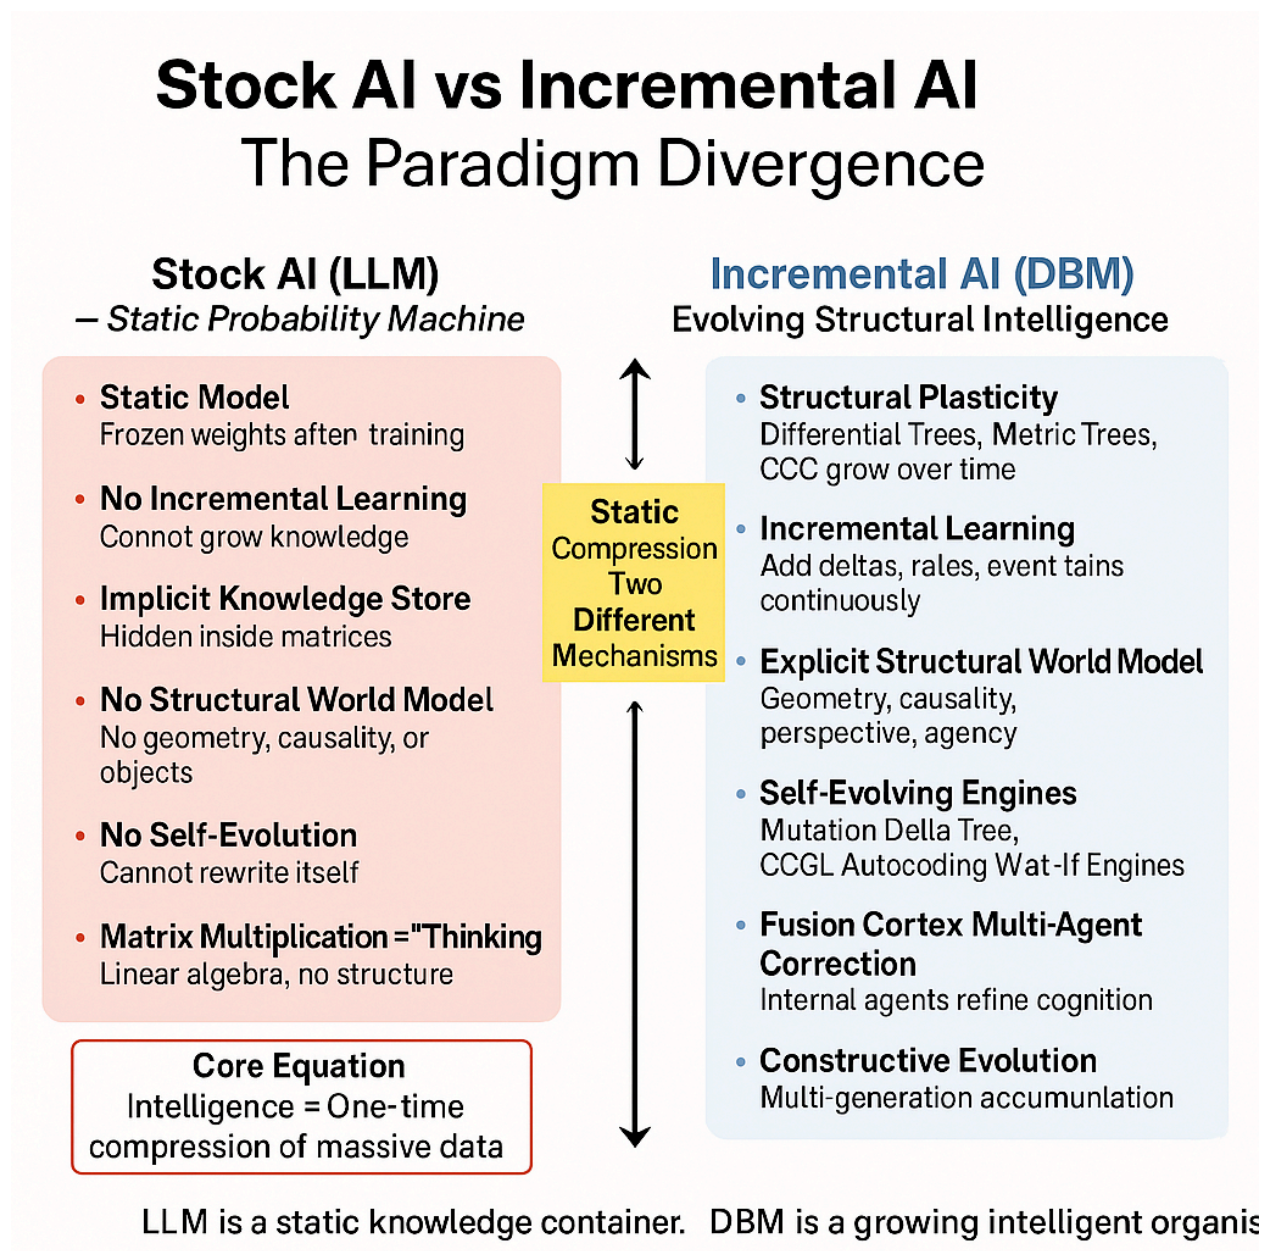 Stock AI vs Incremental AI
The Paradigm Divergence
Stock AI (LLM)
– Static Probability Machine
• Static Model
Frozen weights after training
• No Incremental Learning
Connot grow knowledge
• Implicit Knowledge Store
Hidden inside matrices
• No Structural World Model
No geometry, causality, or
objects
• No Self-Evolution
Cannot rewrite itself
• Matrix Multiplication ="Thinking
Linear algebra, no structure
Core Equation
Intelligence = One-time
compression of massive data
Static
Compression
Two
Different
Mechanisms
Incremental AI (DBM)
Evolving Structural Intelligence
• Structural Plasticity
Differential Trees, Metric Trees,
CCC grow over time
• Incremental Learning
Add deltas, rales, event tains
continuously
• Explicit Structural World Model
Geometry, causality,
perspective, agency
• Self-Evolving Engines
Mutation Della Tree,
CCGL Autocoding Wat-If Engines
• Fusion Cortex Multi-Agent
Correction
Internal agents refine cognition
• Constructive Evolution
Multi-generation accumunlation
LLM is a static knowledge container. DBM is a growing intelligent organis